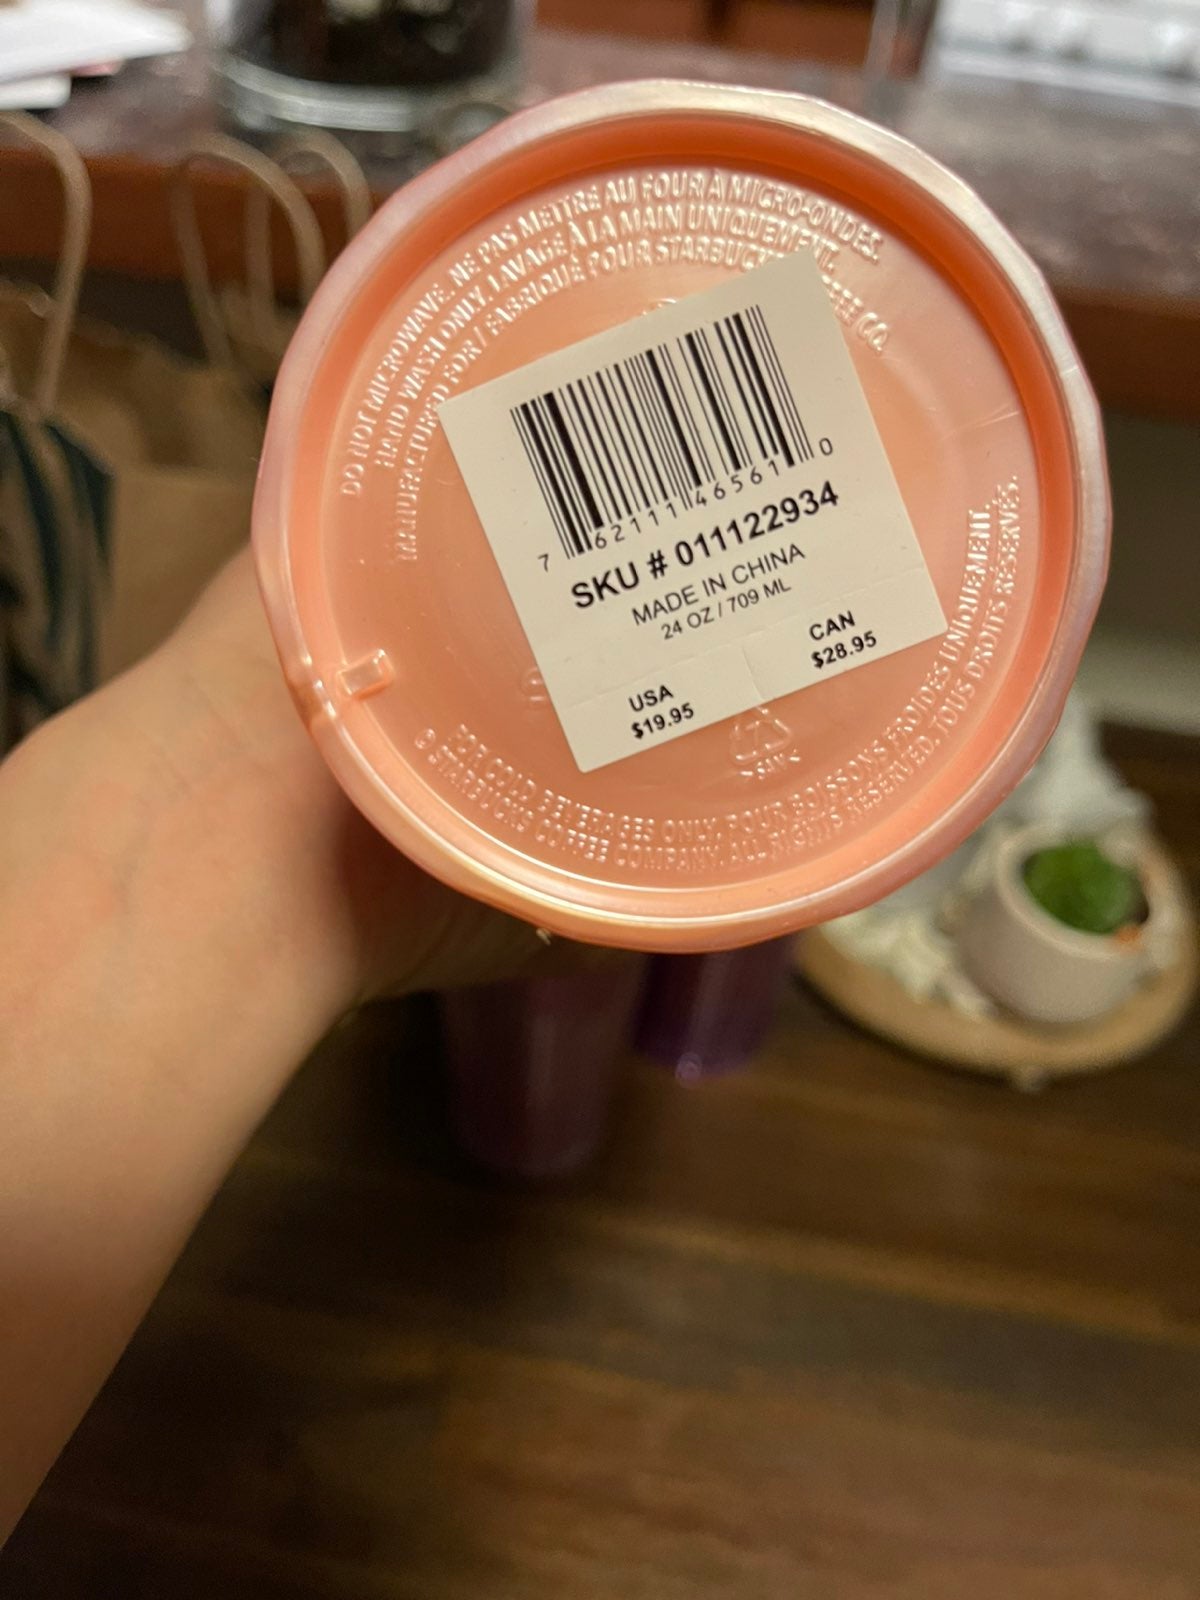 DO NOT MICROWAVE. NE PAS METTRE AU FOUR À MICRO-ONDES.
HAND WASH ONLY. LAVAGE À LA MAIN UNIQUEMENT.
MANUFACTURED FOR / FABRIQUÉ POUR STARBUCKS CO.
7 62111 46561 0
SKU # 011122934
MADE IN CHINA
24 OZ / 709 ML
USA
$19.95
CAN
$28.95
>SAN<
FOR COLD BEVERAGES ONLY. POUR BOISSONS FROIDES UNIQUEMENT.
© STARBUCKS COFFEE COMPANY. ALL RIGHTS RESERVED. TOUS DROITS RÉSERVÉS.